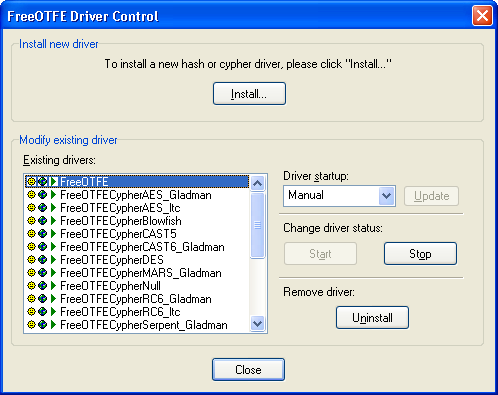 FreeOTFE Driver Control
Install new driver
To install a new hash or cypher driver, please click "Install..."
Install...
Modify existing driver
Existing drivers:
FreeOTFE
FreeOTFECypherAES_Gladman
FreeOTFECypherAES_ltc
FreeOTFECypherBlowfish
FreeOTFECypherCAST5
FreeOTFECypherCAST6_Gladman
FreeOTFECypherDES
FreeOTFECypherMARS_Gladman
FreeOTFECypherNull
FreeOTFECypherRC6_Gladman
FreeOTFECypherRC6_ltc
FreeOTFECypherSerpent_Gladman
Driver startup:
Manual
Update
Change driver status:
Start
Stop
Remove driver:
Uninstall
Close